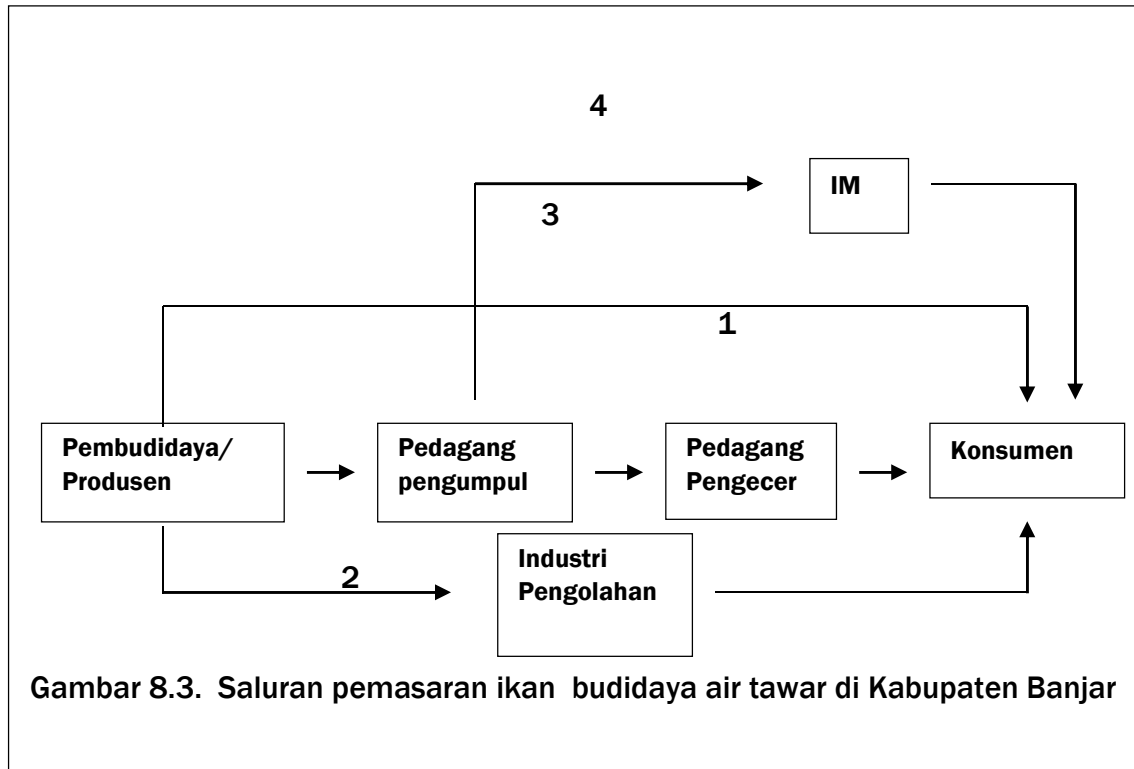 4
IM
3
1
Pembudidaya/
Produsen
Pedagang
pengumpul
Pedagang
Pengecer
Konsumen
Industri
Pengolahan
2
Gambar 8.3. Saluran pemasaran ikan budidaya air tawar di Kabupaten Banjar